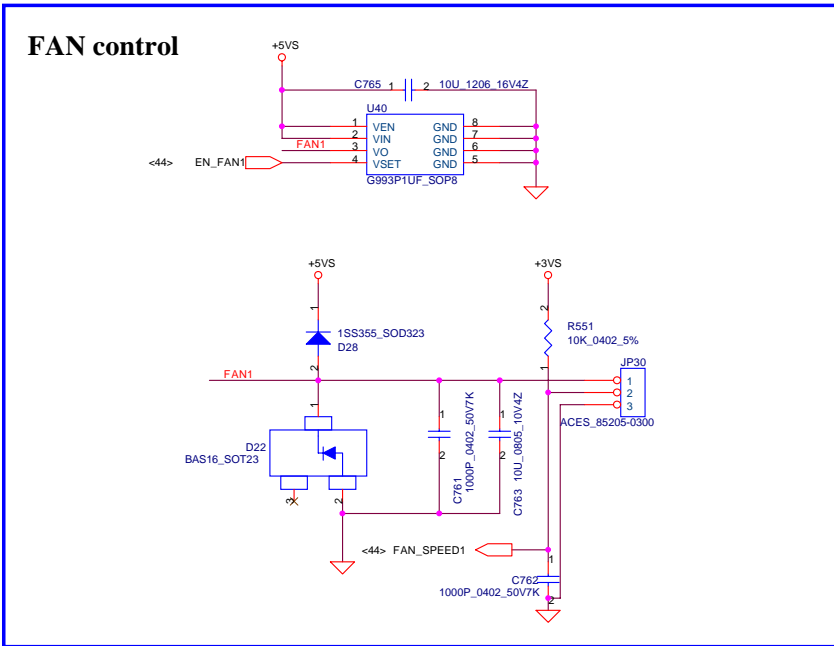 FAN control
+5VS
C765 1 2 10U_1206_16V4Z
U40
1 VEN GND 8
2 VIN GND 7
FAN1 3 VO GND 6
<44> EN_FAN1 4 VSET GND 5
G993P1UF_SOP8
+5VS
+3VS
1
2
1SS355_SOD323
D28
2
R551
10K_0402_5%
1
JP30
FAN1
1
2
3
ACES_85205-0300
1
D22
BAS16_SOT23
3
2
1
2
C761
1000P_0402_50V7K
1
2
C763 10U_0805_10V4Z
<44> FAN_SPEED1
1
C762
1000P_0402_50V7K
2